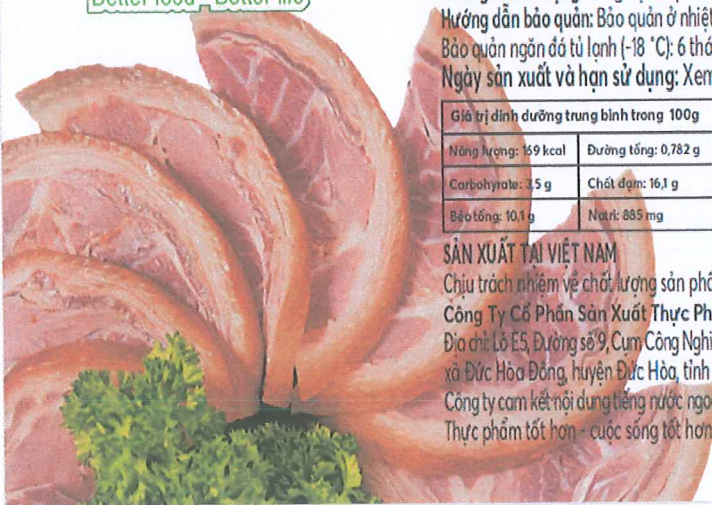 Better food - Better life
Hướng dẫn bảo quản: Bảo quản ở nhiệt
Bảo quản ngăn đá tủ lạnh (-18 °C): 6 thá
Ngày sản xuất và hạn sử dụng: Xem
Giá trị dinh dưỡng trung bình trong 100g
Năng lượng: 169 kcal Đường tổng: 0,782 g
Carbohyrate: 3,5 g Chất đạm: 16,1 g
Béo tổng: 10,1 g Natri: 885 mg
SẢN XUẤT TẠI VIỆT NAM
Chịu trách nhiệm về chất lượng sản phẩ
Công Ty Cổ Phần Sản Xuất Thực Ph
Địa chỉ: Lô E5, Đường số 9, Cụm Công Nghi
xã Đức Hòa Đông, huyện Đức Hòa, tỉnh
Công ty cam kết nội dung tiếng nước ngo
Thực phẩm tốt hơn - cuộc sống tốt hơn